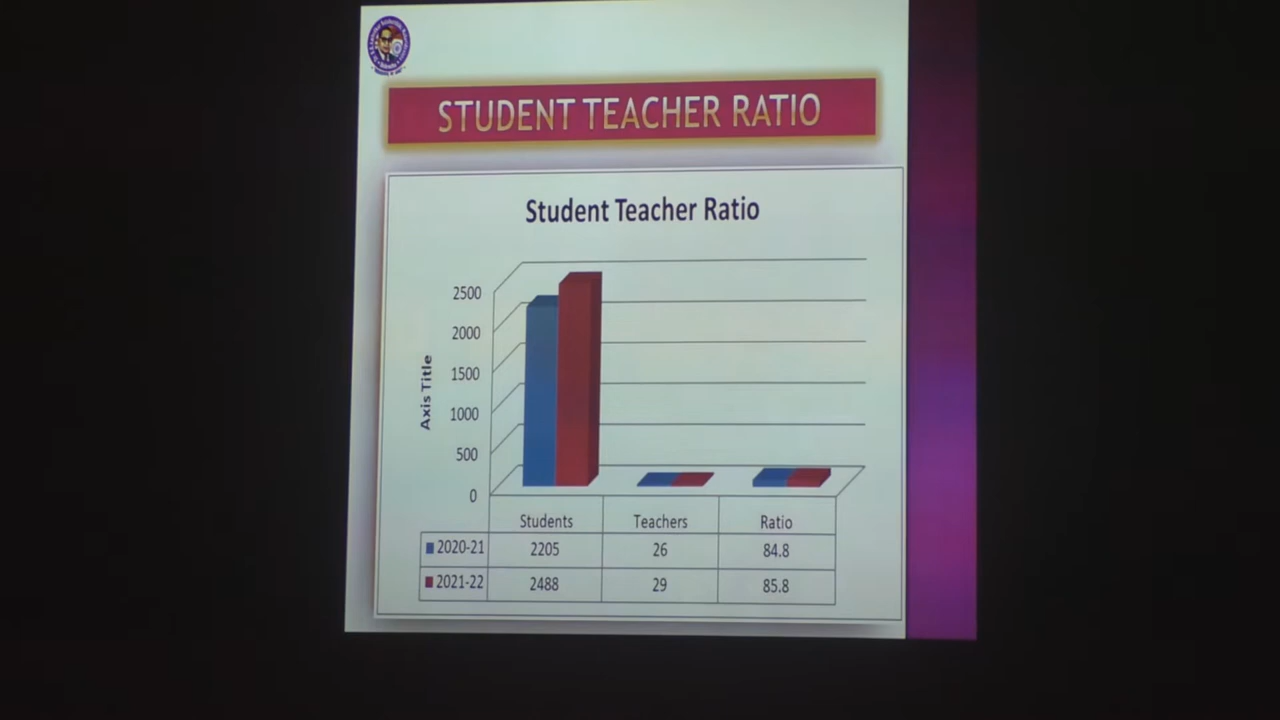 STUDENT TEACHER RATIO
Student Teacher Ratio
Axis Title
2500
2000
1500
1000
500
0
Students Teachers Ratio
2020-21 2205 26 84.8
2021-22 2488 29 85.8